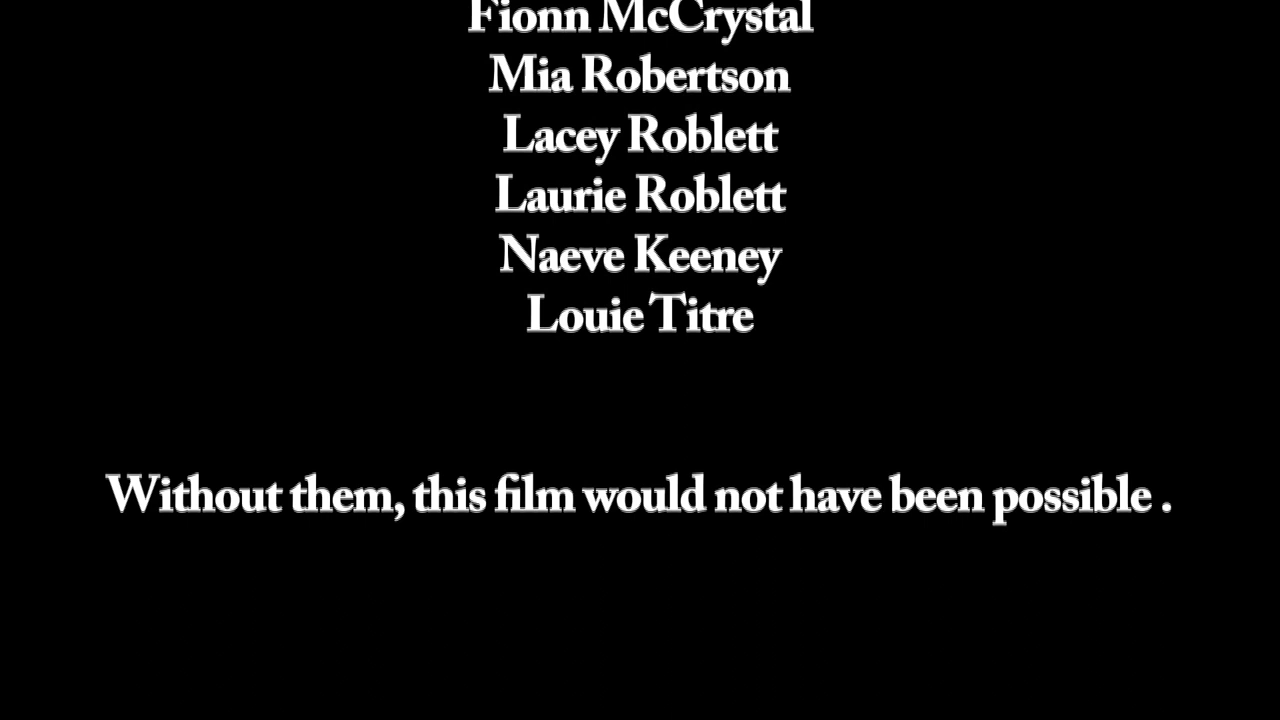 Fionn McCrystal
Mia Robertson
Lacey Roblett
Laurie Roblett
Naeve Keeney
Louie Titre
Without them, this film would not have been possible .